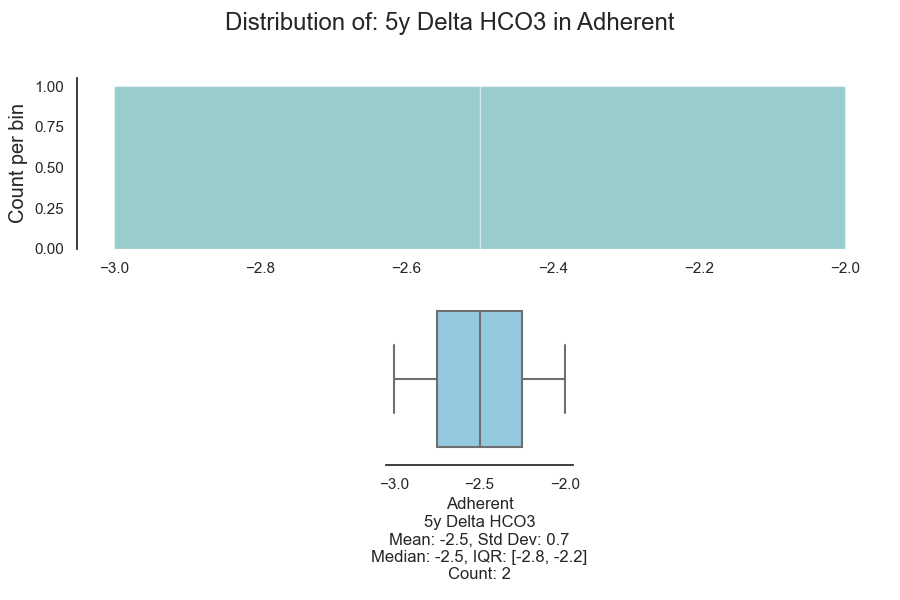 Distribution of: 5y Delta HCO3 in Adherent
Count per bin
1.00
0.75
0.50
0.25
0.00
−3.0 −2.8 −2.6 −2.4 −2.2 −2.0
−3.0 −2.5 −2.0
Adherent
5y Delta HCO3
Mean: -2.5, Std Dev: 0.7
Median: -2.5, IQR: [-2.8, -2.2]
Count: 2